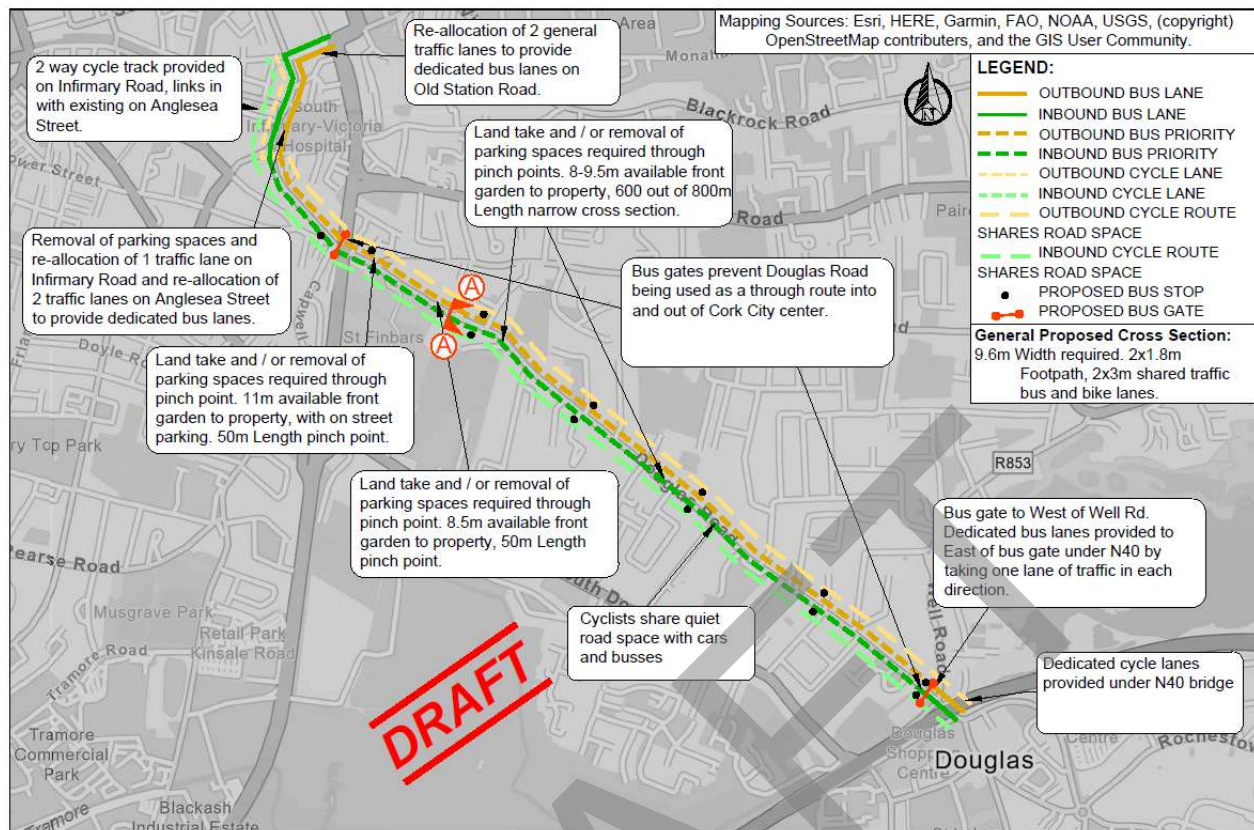 Mapping Sources: Esri, HERE, Garmin, FAO, NOAA, USGS, (copyright)
OpenStreetMap contributers, and the GIS User Community.
Re-allocation of 2 general
traffic lanes to provide
dedicated bus lanes on
Old Station Road.
2 way cycle track provided
on Infirmary Road, links in
with existing on Anglesea
Street.
Land take and / or removal of
parking spaces required through
pinch points. 8-9.5m available front
garden to property, 600 out of 800m
Length narrow cross section.
LEGEND:
OUTBOUND BUS LANE
INBOUND BUS LANE
OUTBOUND BUS PRIORITY
INBOUND BUS PRIORITY
OUTBOUND CYCLE LANE
INBOUND CYCLE LANE
OUTBOUND CYCLE ROUTE
SHARES ROAD SPACE
INBOUND CYCLE ROUTE
SHARES ROAD SPACE
PROPOSED BUS STOP
PROPOSED BUS GATE
General Proposed Cross Section:
9.6m Width required. 2x1.8m
Footpath, 2x3m shared traffic
bus and bike lanes.
N
Removal of parking spaces and
re-allocation of 1 traffic lane on
Infirmary Road and re-allocation of
2 traffic lanes on Anglesea Street
to provide dedicated bus lanes.
Bus gates prevent Douglas Road
being used as a through route into
and out of Cork City center.
Land take and / or removal of
parking spaces required through
pinch point. 11m available front
garden to property, with on street
parking. 50m Length pinch point.
Land take and / or removal of
parking spaces required through
pinch point. 8.5m available front
garden to property, 50m Length
pinch point.
Bus gate to West of Well Rd.
Dedicated bus lanes provided to
East of bus gate under N40 by
taking one lane of traffic in each
direction.
Cyclists share quiet
road space with cars
and busses
Dedicated cycle lanes
provided under N40 bridge
A
A
Area
Blackrock Road
South
Hospital
Road
St Finbars
R853
Douglas Road
Well Road
Musgrave Park
Retail Park
Kinsale Road
Tramore Road
Tramore
Commercial
Park
Blackash
Industrial Estate
Tramore
Douglas
Centre
Douglas
Centre
DRAFT